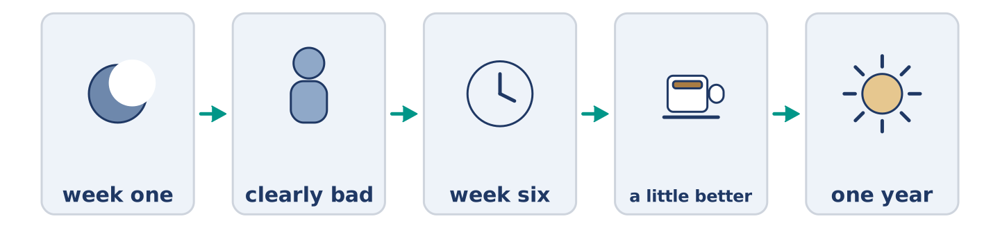 week one
clearly bad
week six
a little better
one year